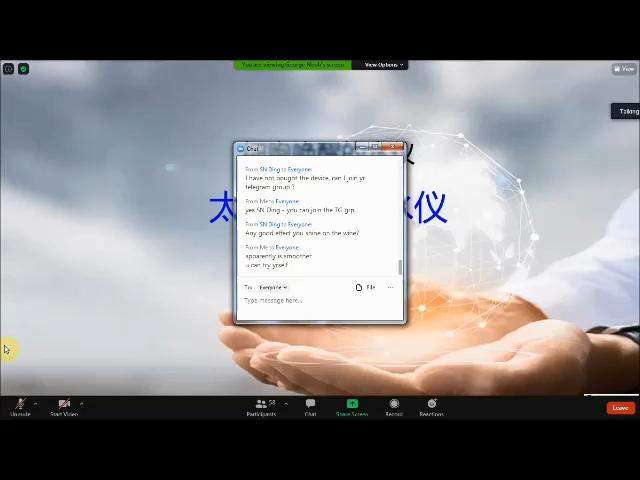 You are viewing George Neoh's screen
View Options
View
Talking
Chat
From SN Ding to Everyone:
I have not bought the device, can I join yr
telegram group ?
From Me to Everyone:
yes SN Ding - you can join the TG grp
From SN Ding to Everyone:
Any good effect you shine on the wine?
From Me to Everyone:
apparently is smoother
u can try yrself
太
仪
To:
Everyone
File
Type message here...
Unmute
Start Video
58
Participants
Chat
Share Screen
Record
Reactions
Leave